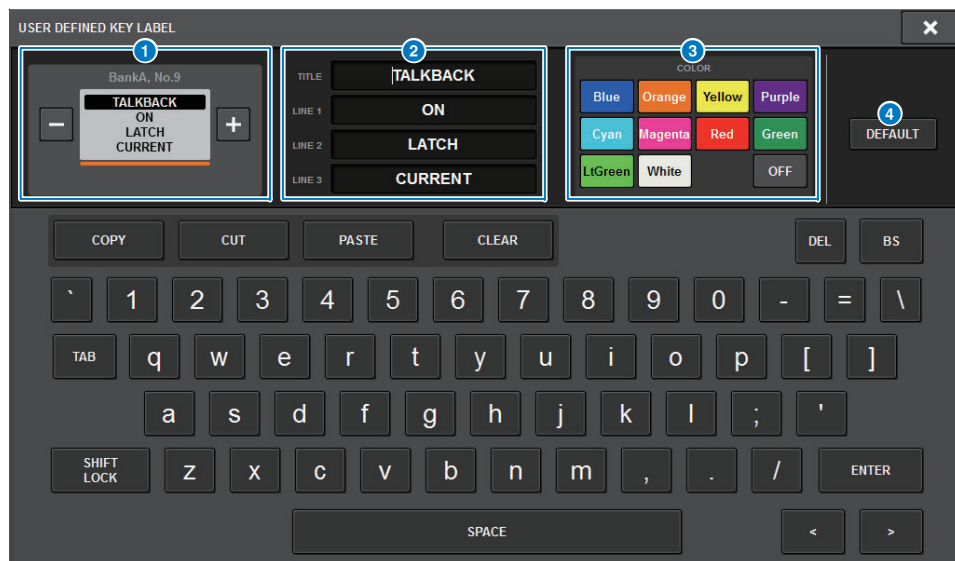 USER DEFINED KEY LABEL
×
1
BankA, No.9
−
TALKBACK
ON
LATCH
CURRENT
+
2
TITLE TALKBACK
LINE 1 ON
LINE 2 LATCH
LINE 3 CURRENT
3
COLOR
Blue Orange Yellow Purple
Cyan Magenta Red Green
LtGreen White OFF
4
DEFAULT
COPY CUT PASTE CLEAR DEL BS
` 1 2 3 4 5 6 7 8 9 0 - = \
TAB q w e r t y u i o p [ ]
a s d f g h j k l ; '
SHIFT LOCK z x c v b n m , . / ENTER
SPACE < >